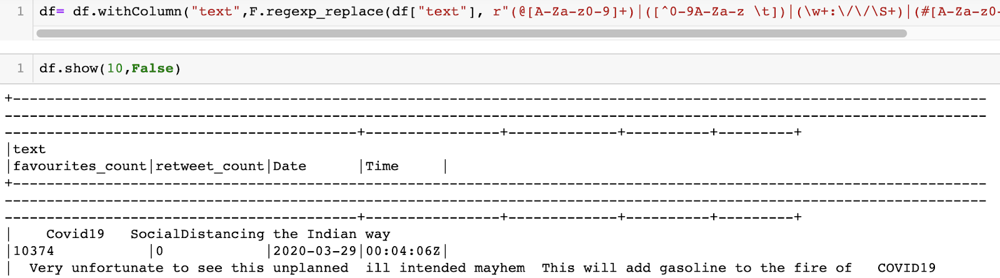 1 df= df.withColumn("text",F.regexp_replace(df["text"], r"(@[A-Za-z0-9]+)|([^0-9A-Za-z \t])|(\w+:\/\/\S+)|(#[A-Za-z0-
1 df.show(10,False)
+--------------------------------------------------------------------------------------------------------------------
---------------------------------------------------------------------------------------------------------------------
------------------------------------------+----------------+-------------+----------+---------+
|text
|favourites_count|retweet_count|Date      |Time     |
+--------------------------------------------------------------------------------------------------------------------
---------------------------------------------------------------------------------------------------------------------
------------------------------------------+----------------+-------------+----------+---------+
|    Covid19   SocialDistancing the Indian way
|10374           |0            |2020-03-29|00:04:06Z|
|  Very unfortunate to see this unplanned  ill intended mayhem  This will add gasoline to the fire of   COVID19